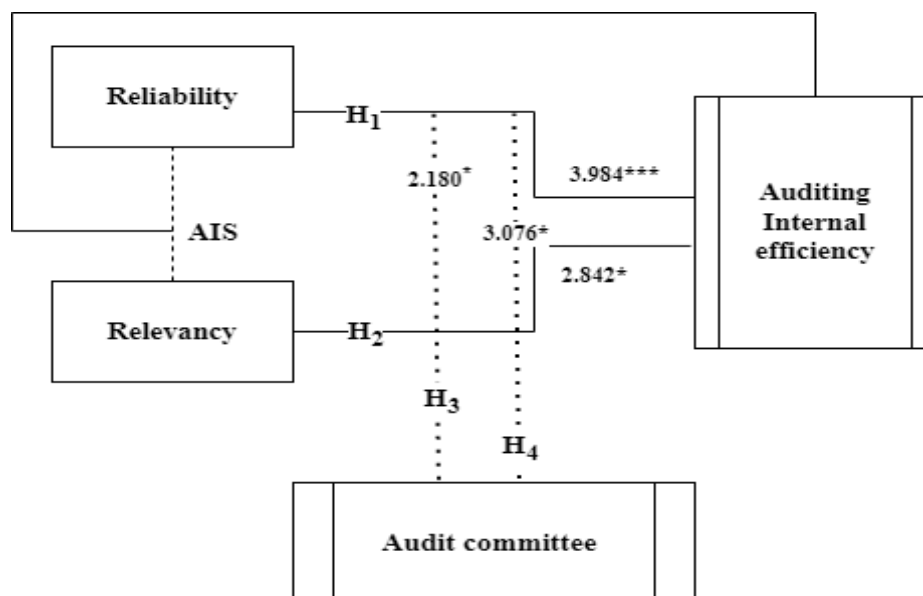 Reliability
H1
2.180*
3.984***
Auditing
Internal
efficiency
AIS
3.076*
2.842*
Relevancy
H2
H3
H4
Audit committee